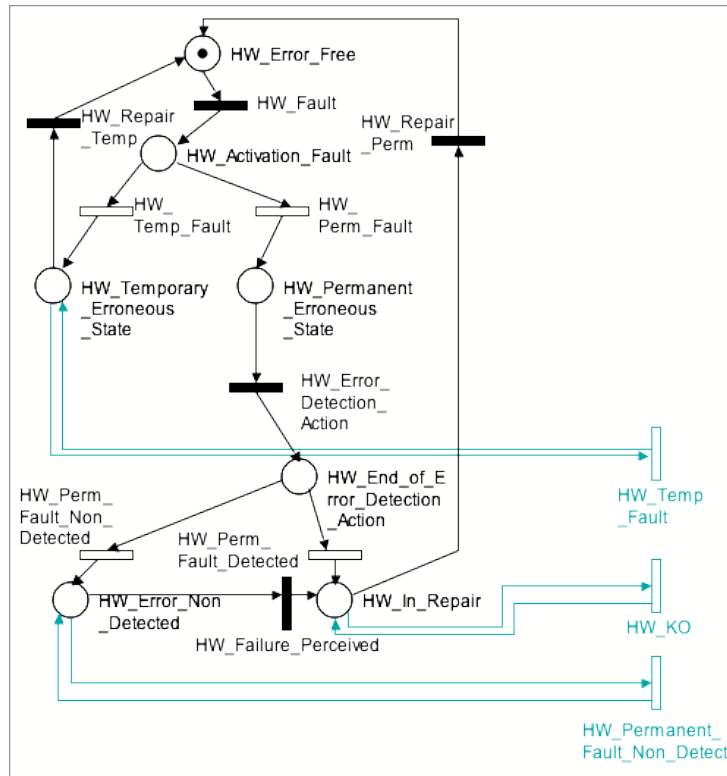 HW_Error_Free
HW_Fault
HW_Repair
_Temp
HW_Repair
_Perm
HW_Activation_Fault
HW_
Temp_Fault
HW_
Perm_Fault
HW_Temporary
_Erroneous
_State
HW_Permanent
_Erroneous
_State
HW_Error_
Detection_
Action
HW_End_of_E
rror_Detection
_Action
HW_Perm_
Fault_Non_
Detected
HW_Perm_
Fault_Detected
HW_Temp
_Fault
HW_Error_Non
_Detected
HW_In_Repair
HW_Failure_Perceived
HW_KO
HW_Permanent_
Fault_Non_Detect